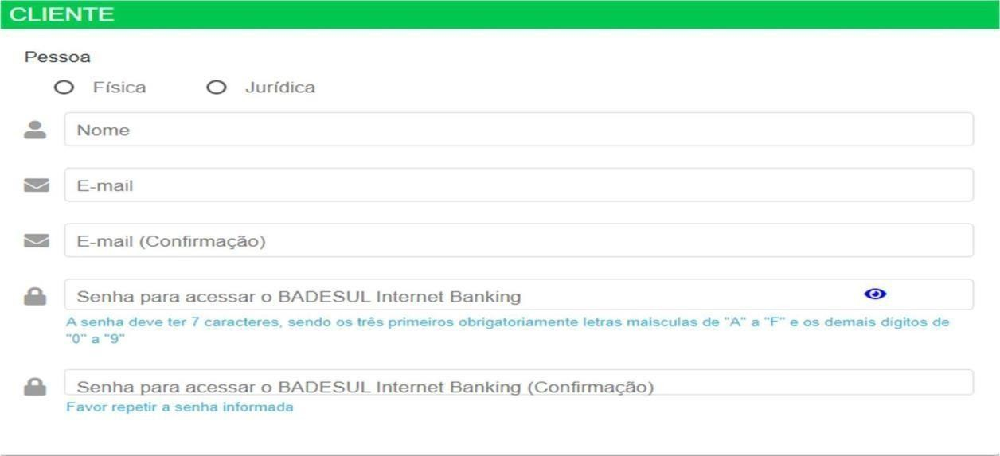 CLIENTE
Pessoa
Física Jurídica
Nome
E-mail
E-mail (Confirmação)
Senha para acessar o BADESUL Internet Banking
A senha deve ter 7 caracteres, sendo os três primeiros obrigatoriamente letras maisculas de "A" a "F" e os demais dígitos de
"0" a "9"
Senha para acessar o BADESUL Internet Banking (Confirmação)
Favor repetir a senha informada